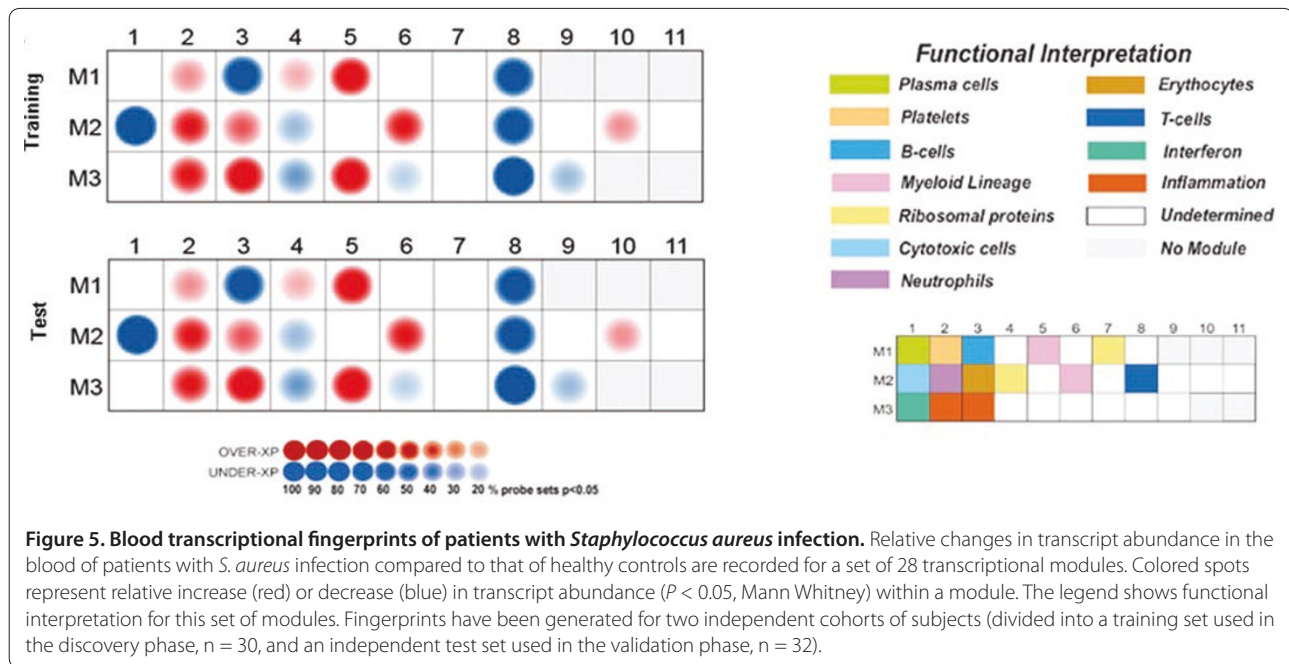 1 2 3 4 5 6 7 8 9 10 11
Training
M1
M2
M3
1 2 3 4 5 6 7 8 9 10 11
Test
M1
M2
M3
OVER-XP
UNDER-XP
100 90 80 70 60 50 40 30 20 % probe sets p<0.05
Functional Interpretation
Plasma cells
Erythocytes
Platelets
T-cells
B-cells
Interferon
Myeloid Lineage
Inflammation
Ribosomal proteins
Undetermined
Cytotoxic cells
No Module
Neutrophils
1 2 3 4 5 6 7 8 9 10 11
M1
M2
M3
Figure 5. Blood transcriptional fingerprints of patients with Staphylococcus aureus infection. Relative changes in transcript abundance in the
blood of patients with S. aureus infection compared to that of healthy controls are recorded for a set of 28 transcriptional modules. Colored spots
represent relative increase (red) or decrease (blue) in transcript abundance (P < 0.05, Mann Whitney) within a module. The legend shows functional
interpretation for this set of modules. Fingerprints have been generated for two independent cohorts of subjects (divided into a training set used in
the discovery phase, n = 30, and an independent test set used in the validation phase, n = 32).